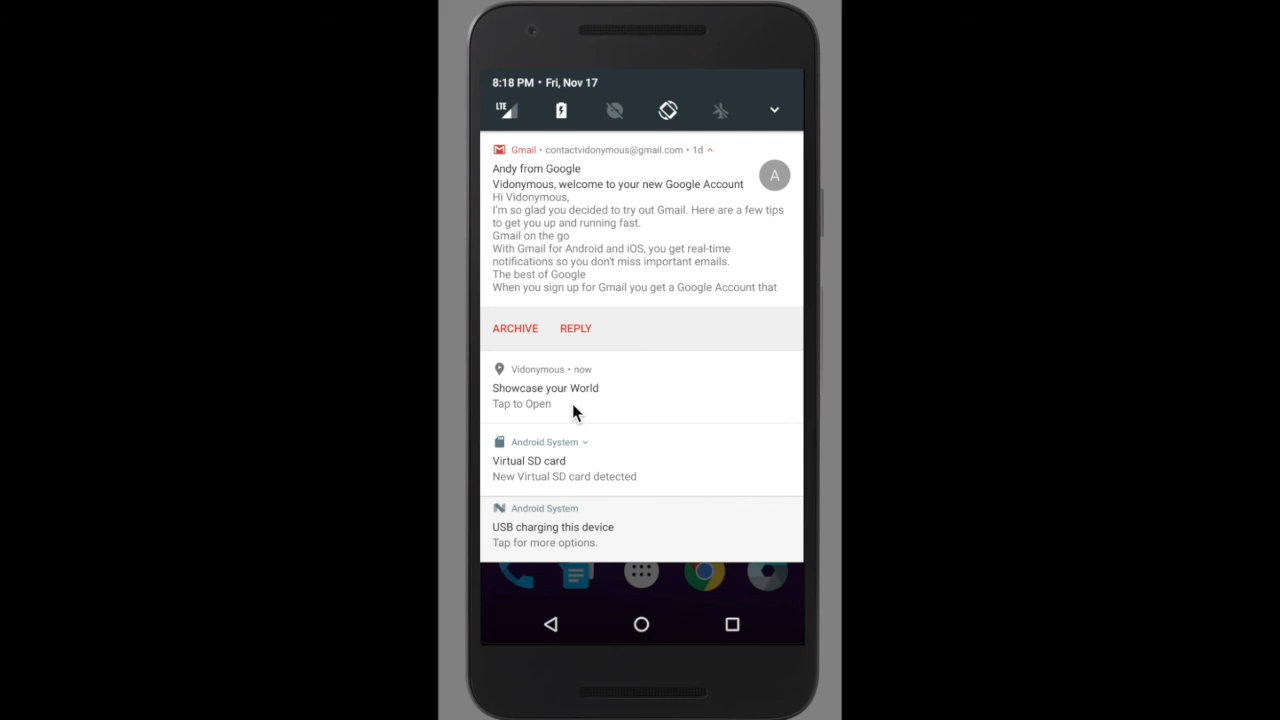 8:18 PM • Fri, Nov 17
LTE
Gmail • contactvidonymous@gmail.com • 1d
Andy from Google
A
Vidonymous, welcome to your new Google Account
Hi Vidonymous,
I'm so glad you decided to try out Gmail. Here are a few tips
to get you up and running fast.
Gmail on the go
With Gmail for Android and iOS, you get real-time
notifications so you don't miss important emails.
The best of Google
When you sign up for Gmail you get a Google Account that
ARCHIVE REPLY
Vidonymous • now
Showcase your World
Tap to Open
Android System
Virtual SD card
New Virtual SD card detected
Android System
USB charging this device
Tap for more options.